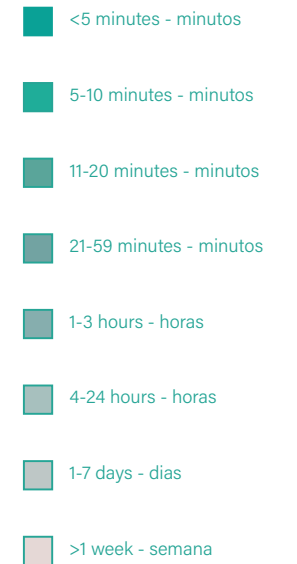 <5 minutes - minutos
5-10 minutes - minutos
11-20 minutes - minutos
21-59 minutes - minutos
1-3 hours - horas
4-24 hours - horas
1-7 days - dias
>1 week - semana